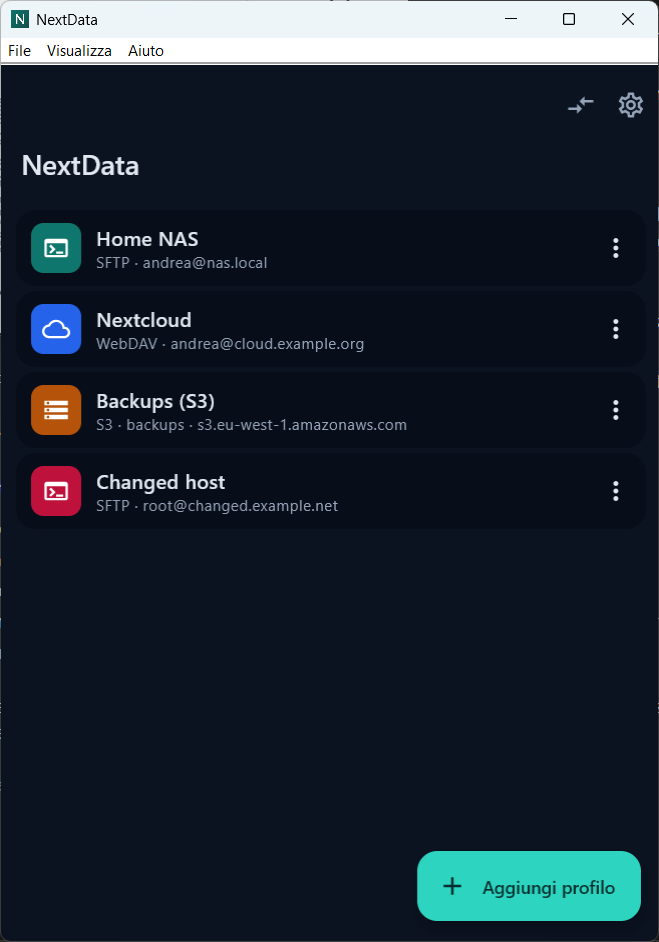 N NextData
File Visualizza Aiuto
NextData
Home NAS
SFTP · andrea@nas.local
Nextcloud
WebDAV · andrea@cloud.example.org
Backups (S3)
S3 · backups · s3.eu-west-1.amazonaws.com
Changed host
SFTP · root@changed.example.net
Aggiungi profilo